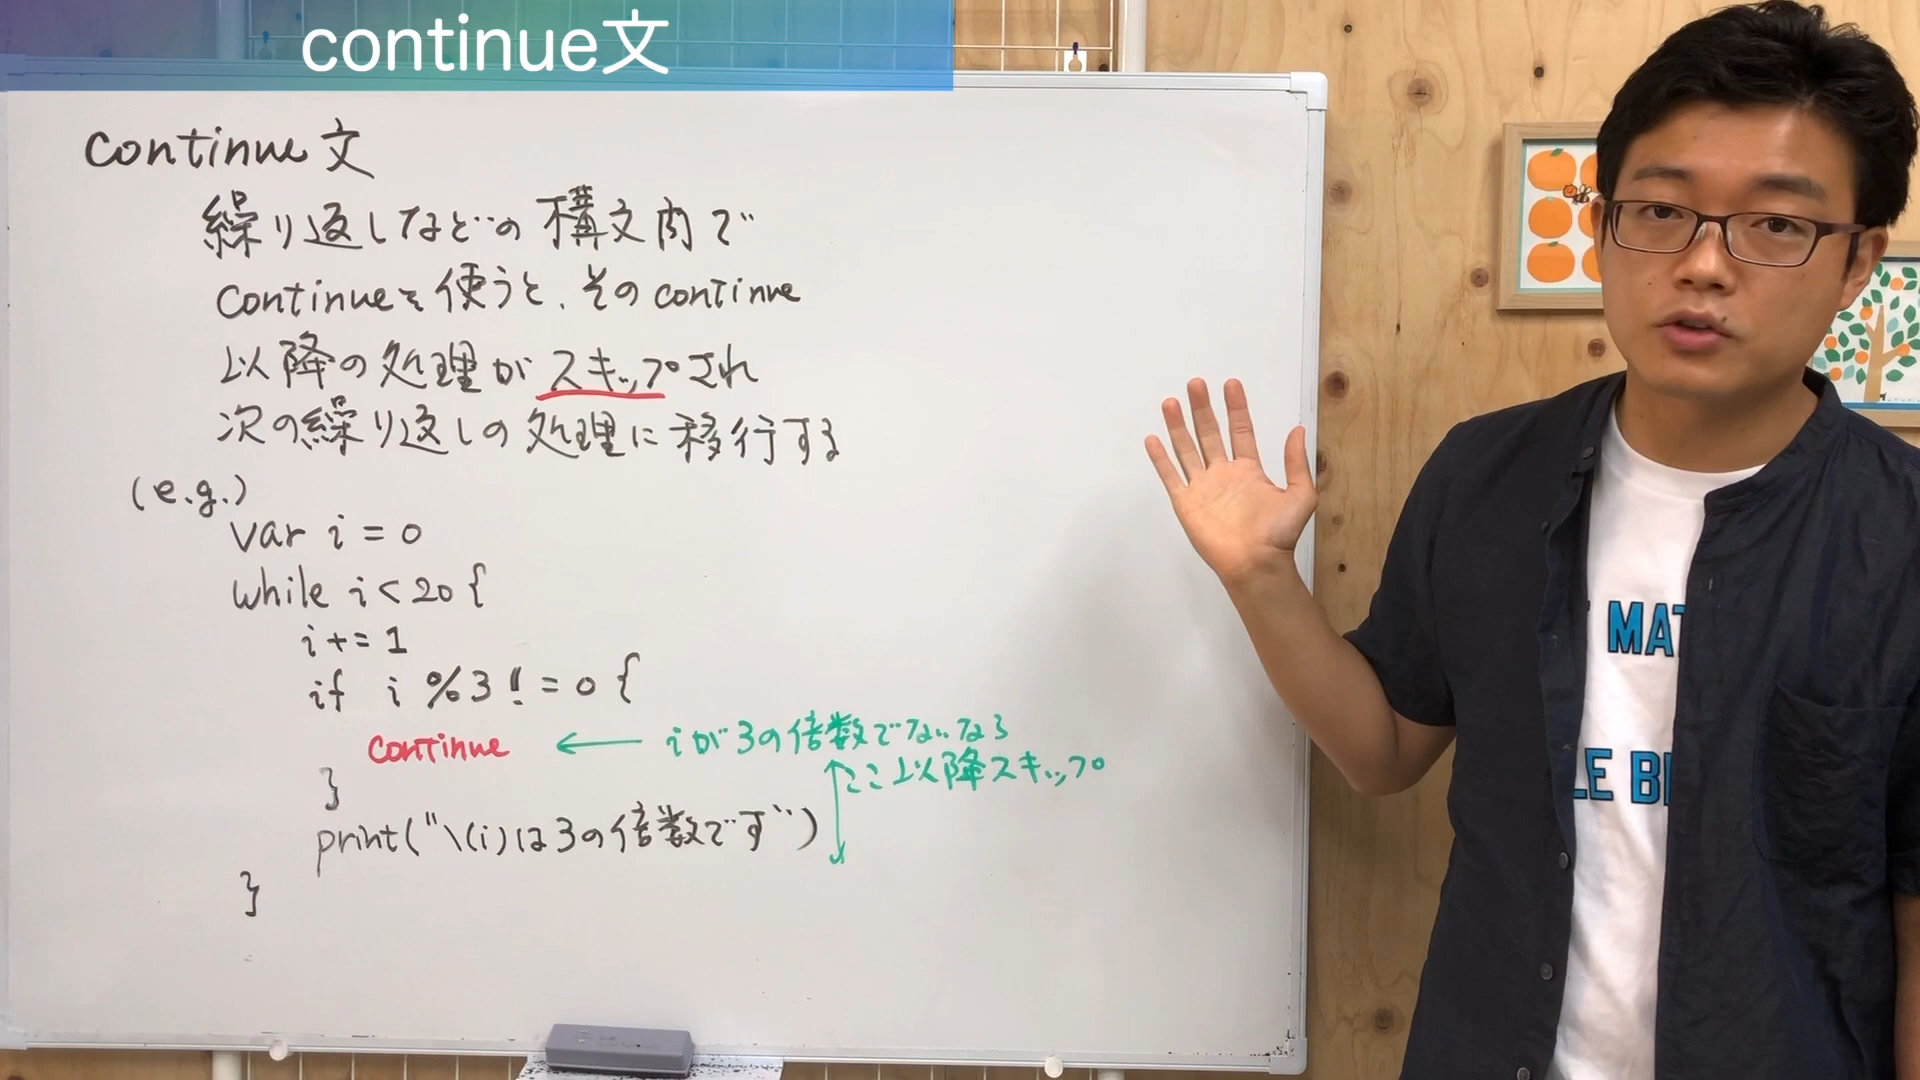 continue文
continue文
繰り返しなどの構文内で
continueを使うと、そのcontinue
以降の処理がスキップされ
次の繰り返しの処理に移行する
(e.g.)
var i = 0
while i < 20 {
i += 1
if i %3 != 0 {
continue ← iが3の倍数でないなら
ここ以降スキップ
}
print("\(i)は3の倍数です")
}
MAT
LE B